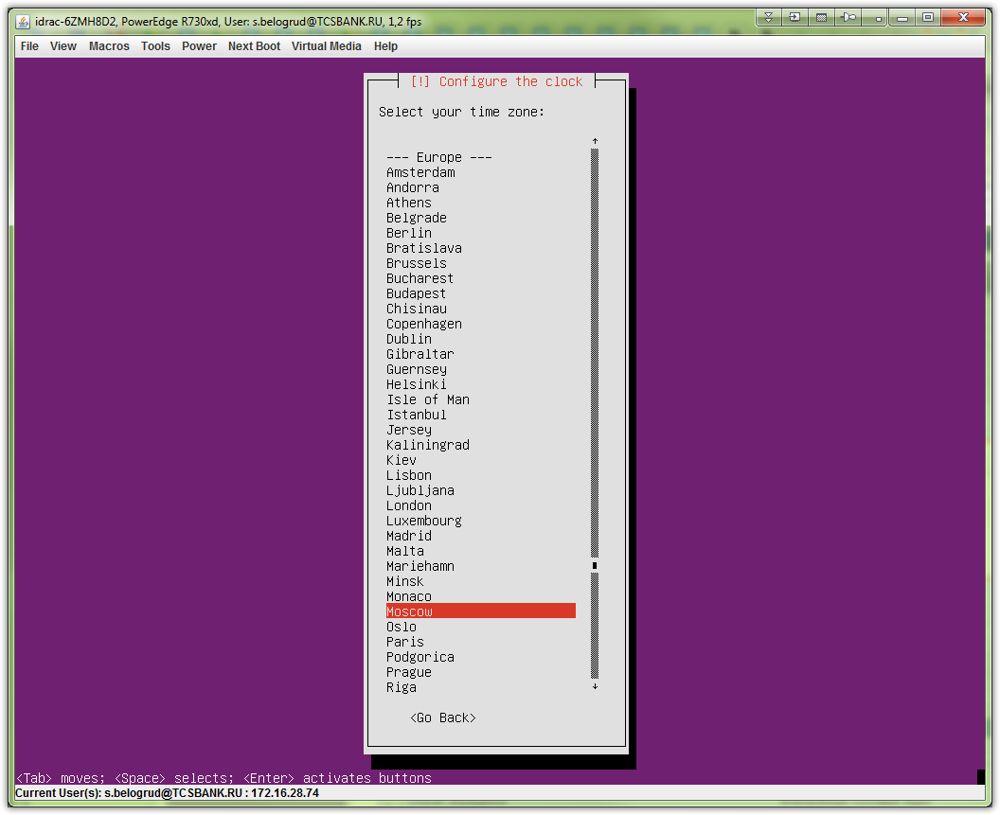 idrac-6ZMH8D2, PowerEdge R730xd, User: s.belogrud@TCSBANK.RU, 1,2 fps
File View Macros Tools Power Next Boot Virtual Media Help
[!] Configure the clock
Select your time zone:
--- Europe ---
Amsterdam
Andorra
Athens
Belgrade
Berlin
Bratislava
Brussels
Bucharest
Budapest
Chisinau
Copenhagen
Dublin
Gibraltar
Guernsey
Helsinki
Isle of Man
Istanbul
Jersey
Kaliningrad
Kiev
Lisbon
Ljubljana
London
Luxembourg
Madrid
Malta
Mariehamn
Minsk
Monaco
Moscow
Oslo
Paris
Podgorica
Prague
Riga
<Go Back>
<Tab> moves; <Space> selects; <Enter> activates buttons
Current User(s): s.belogrud@TCSBANK.RU : 172.16.28.74